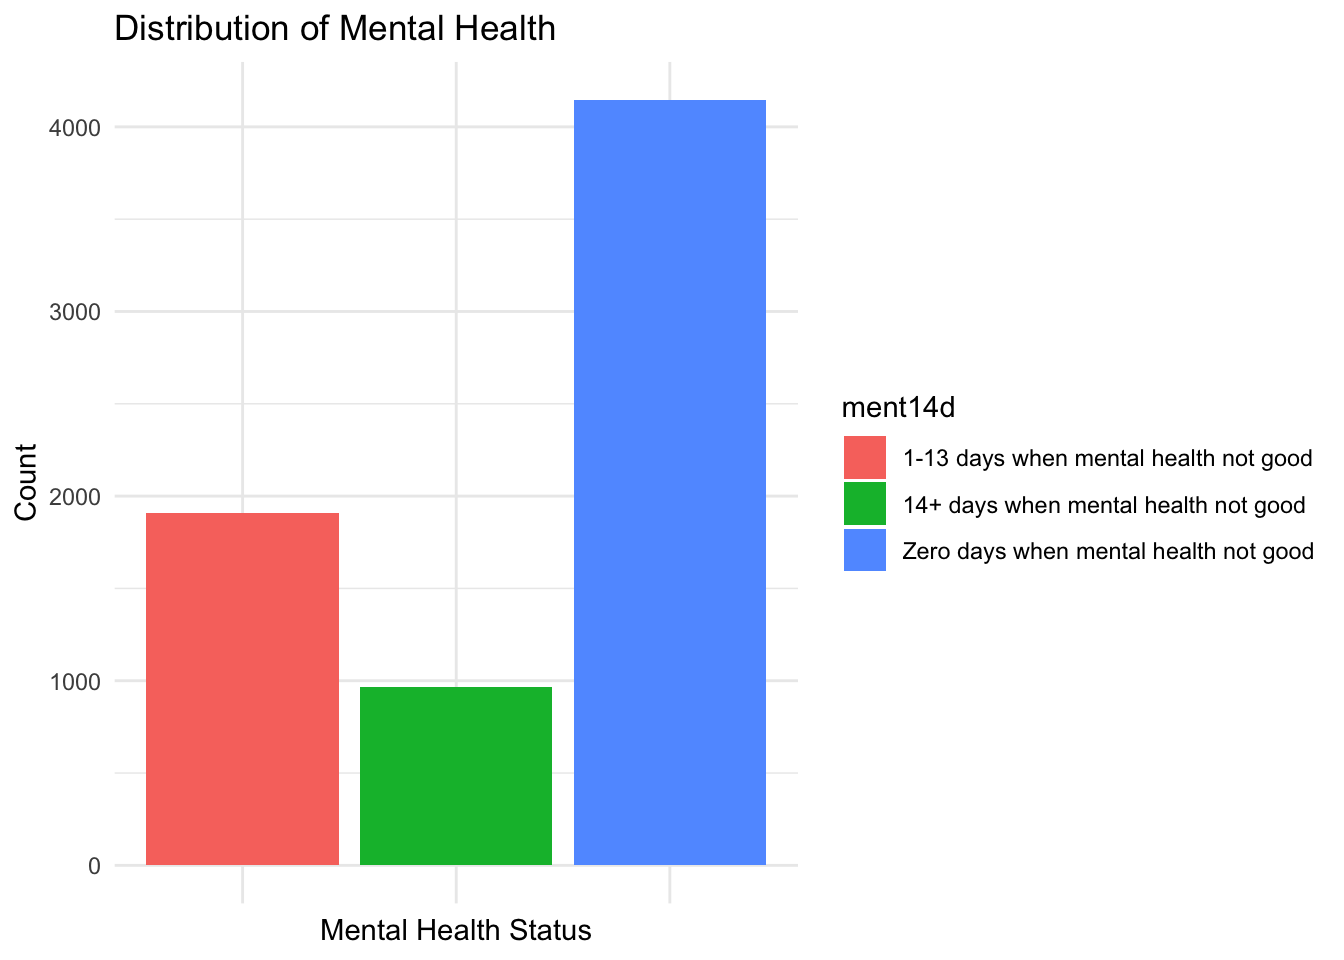 Distribution of Mental Health
4000
3000
2000
1000
0
Count
Mental Health Status
ment14d
1-13 days when mental health not good
14+ days when mental health not good
Zero days when mental health not good